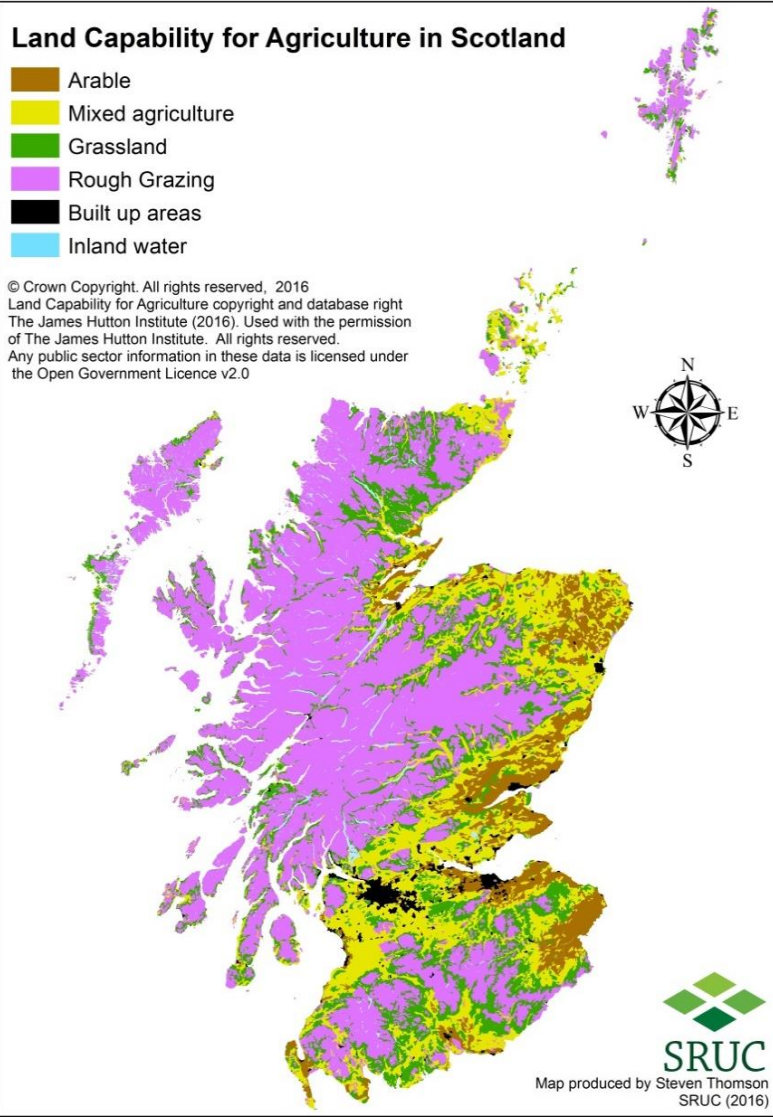 Land Capability for Agriculture in Scotland
Arable
Mixed agriculture
Grassland
Rough Grazing
Built up areas
Inland water
© Crown Copyright. All rights reserved, 2016
Land Capability for Agriculture copyright and database right
The James Hutton Institute (2016). Used with the permission
of The James Hutton Institute. All rights reserved.
Any public sector information in these data is licensed under
the Open Government Licence v2.0
N
W E
S
SRUC
Map produced by Steven Thomson
SRUC (2016)